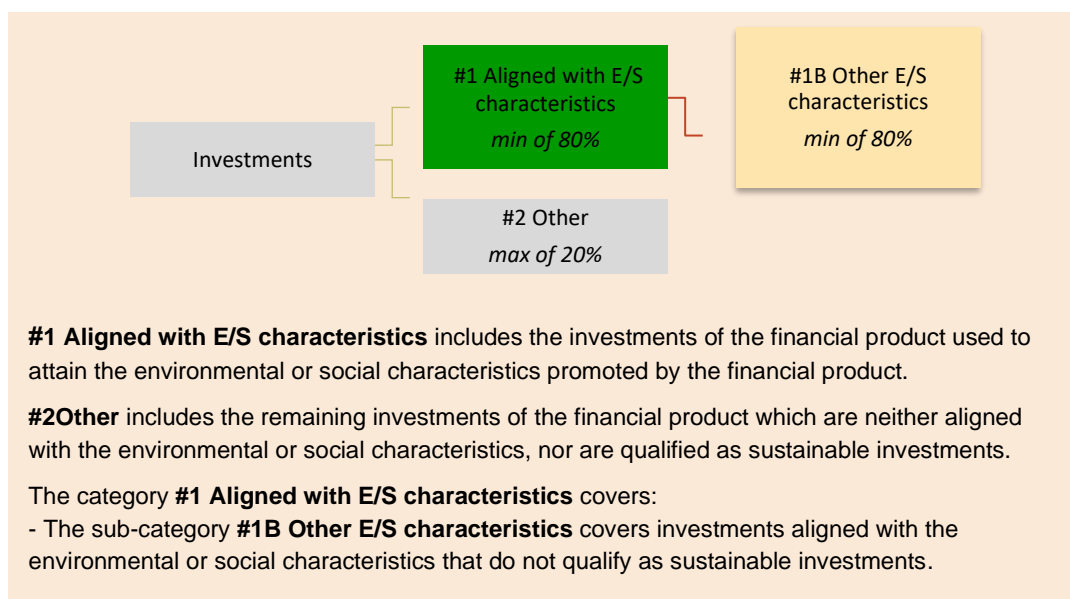 #1 Aligned with E/S
characteristics
min of 80%
#1B Other E/S
characteristics
min of 80%
Investments
#2 Other
max of 20%
#1 Aligned with E/S characteristics includes the investments of the financial product used to
attain the environmental or social characteristics promoted by the financial product.
#2Other includes the remaining investments of the financial product which are neither aligned
with the environmental or social characteristics, nor are qualified as sustainable investments.
The category #1 Aligned with E/S characteristics covers:
- The sub-category #1B Other E/S characteristics covers investments aligned with the
environmental or social characteristics that do not qualify as sustainable investments.